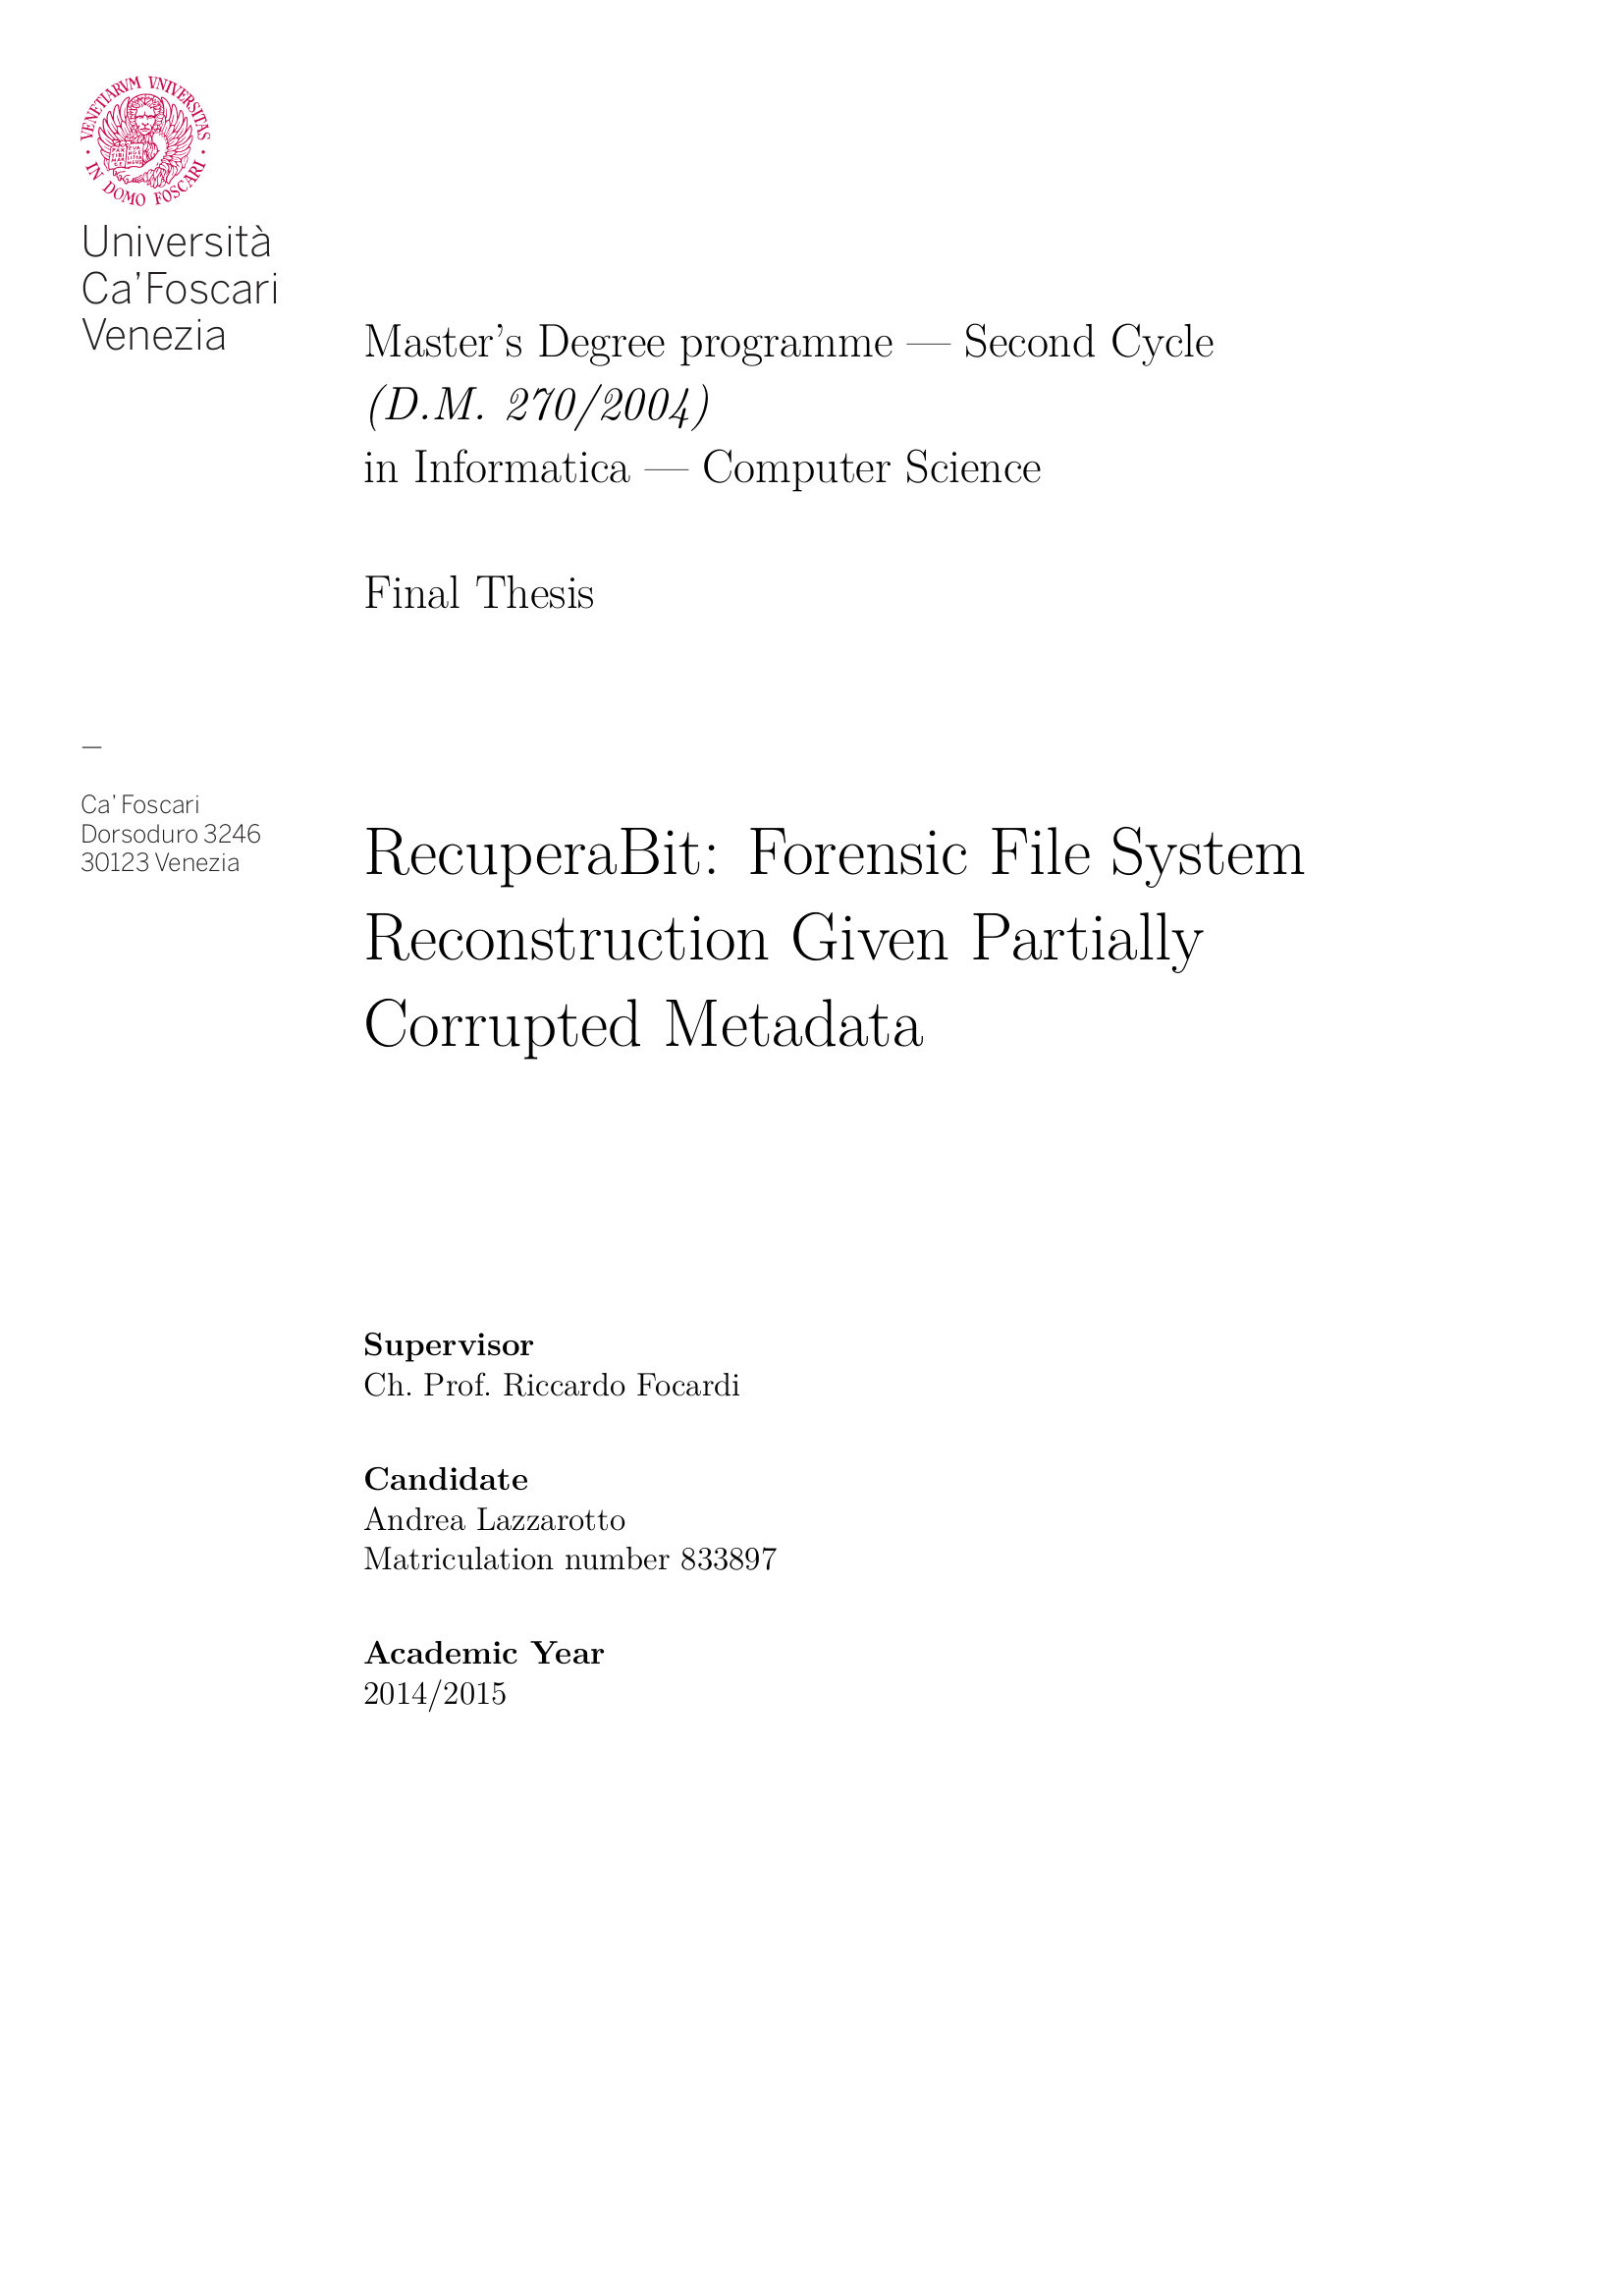 VENETIARVM VNIVERSITAS
IN DOMO FOSCARI
Università
Ca'Foscari
Venezia
Master's Degree programme — Second Cycle
(D.M. 270/2004)
in Informatica — Computer Science
Final Thesis
—
Ca' Foscari
Dorsoduro 3246
30123 Venezia
RecuperaBit: Forensic File System
Reconstruction Given Partially
Corrupted Metadata
Supervisor
Ch. Prof. Riccardo Focardi
Candidate
Andrea Lazzarotto
Matriculation number 833897
Academic Year
2014/2015